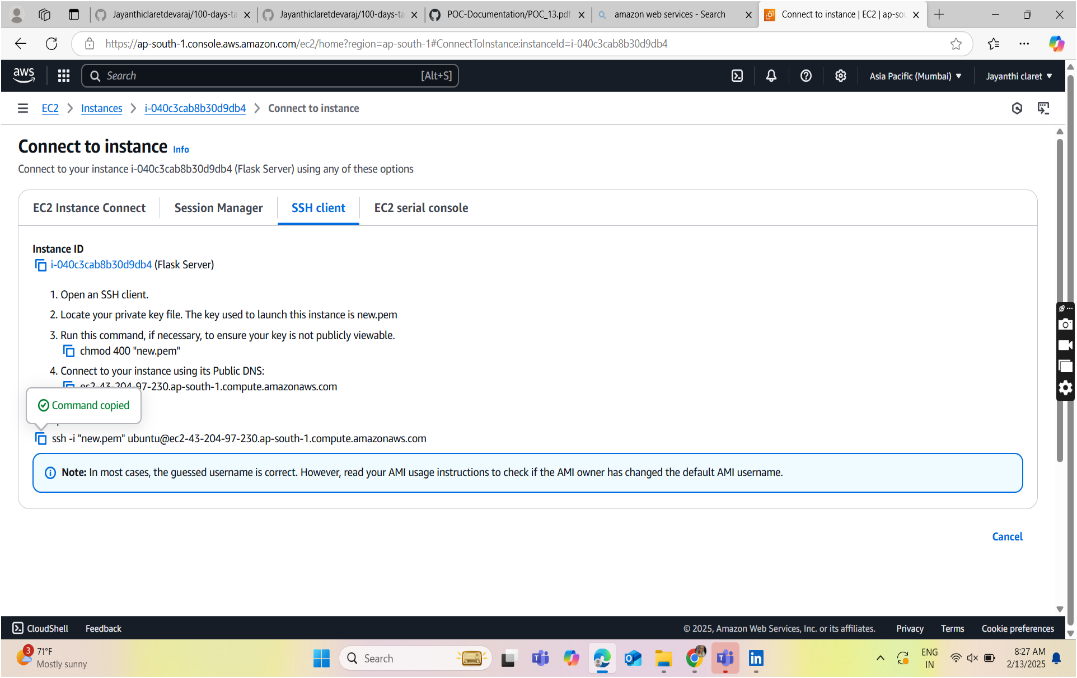 Jayanthiclaretdevaraj/100-days-ta
Jayanthiclaretdevaraj/100-days-ta
POC-Documentation/POC_13.pdf
amazon web services - Search
Connect to instance | EC2 | ap-sou
https://ap-south-1.console.aws.amazon.com/ec2/home?region=ap-south-1#ConnectToInstance:instanceId=i-040c3cab8b30d9db4
aws
Search
[Alt+S]
Asia Pacific (Mumbai)
Jayanthi claret
EC2
Instances
i-040c3cab8b30d9db4
Connect to instance
Connect to instance Info
Connect to your instance i-040c3cab8b30d9db4 (Flask Server) using any of these options
EC2 Instance Connect
Session Manager
SSH client
EC2 serial console
Instance ID
i-040c3cab8b30d9db4 (Flask Server)
1. Open an SSH client.
2. Locate your private key file. The key used to launch this instance is new.pem
3. Run this command, if necessary, to ensure your key is not publicly viewable.
chmod 400 "new.pem"
4. Connect to your instance using its Public DNS:
ec2-43-204-97-230.ap-south-1.compute.amazonaws.com
Command copied
ssh -i "new.pem" ubuntu@ec2-43-204-97-230.ap-south-1.compute.amazonaws.com
Note: In most cases, the guessed username is correct. However, read your AMI usage instructions to check if the AMI owner has changed the default AMI username.
Cancel
CloudShell
Feedback
© 2025, Amazon Web Services, Inc. or its affiliates.
Privacy
Terms
Cookie preferences
3
71°F
Mostly sunny
Search
ENG
IN
8:27 AM
2/13/2025